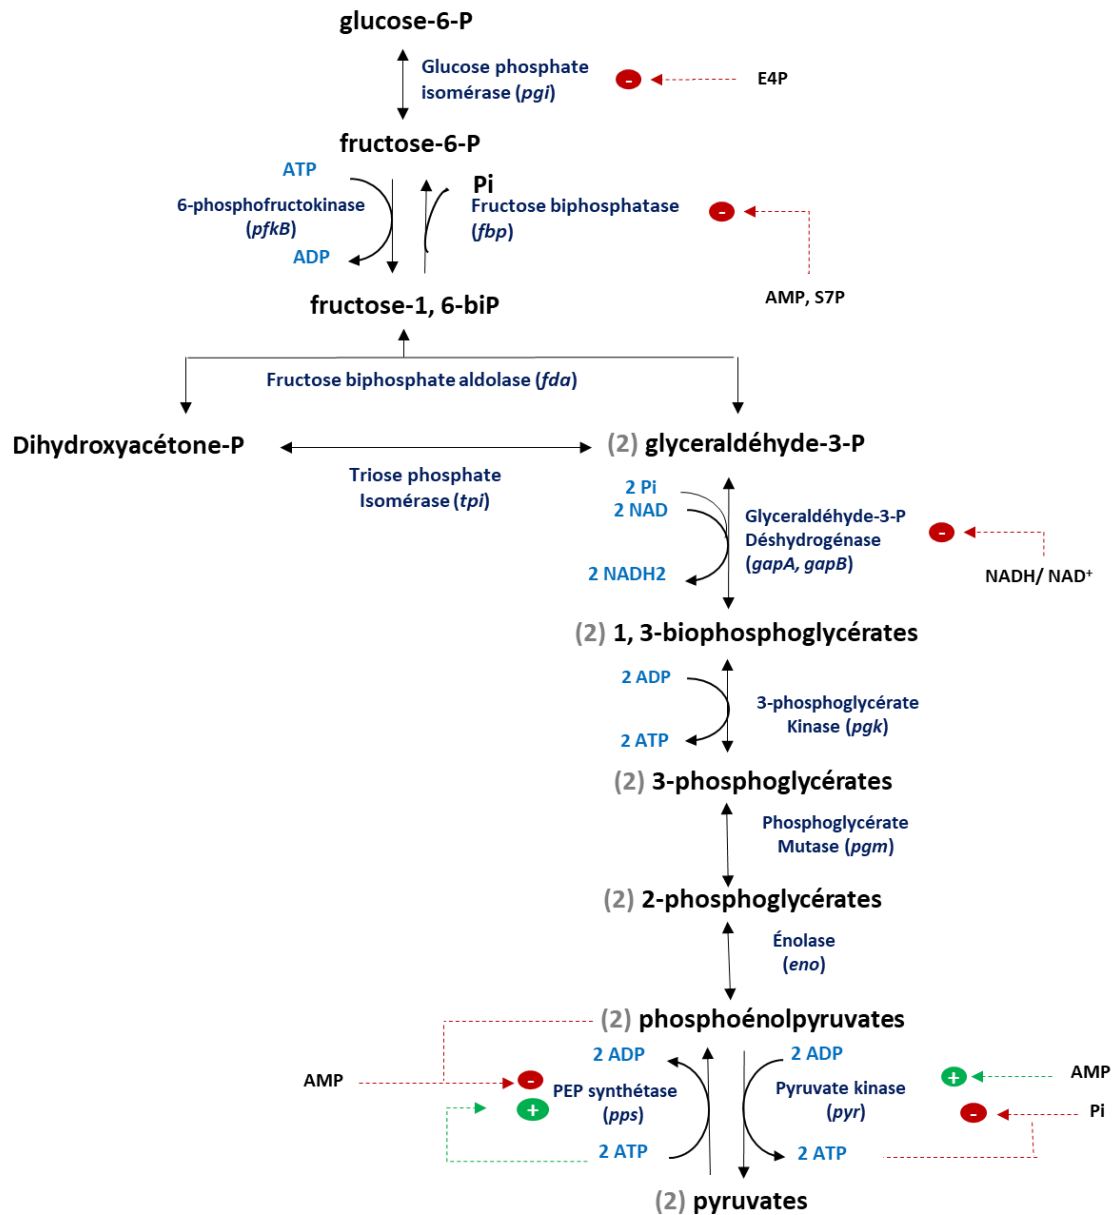 glucose-6-P
Glucose phosphate
isomérase (pgi)
-
E4P
fructose-6-P
ATP
Pi
6-phosphofructokinase
(pfkB)
Fructose biphosphatase
(fbp)
-
ADP
AMP, S7P
fructose-1, 6-biP
Fructose biphosphate aldolase (fda)
Dihydroxyacétone-P
(2) glyceraldéhyde-3-P
Triose phosphate
Isomérase (tpi)
2 Pi
2 NAD
2 NADH2
Glyceraldéhyde-3-P
Déshydrogénase
(gapA, gapB)
-
NADH/ NAD⁺
(2) 1, 3-biophosphoglycérates
2 ADP
2 ATP
3-phosphoglycérate
Kinase (pgk)
(2) 3-phosphoglycérates
Phosphoglycérate
Mutase (pgm)
(2) 2-phosphoglycérates
Énolase
(eno)
(2) phosphoénolpyruvates
2 ADP
2 ADP
AMP
-
+
PEP synthétase
(pps)
Pyruvate kinase
(pyr)
+
AMP
-
Pi
2 ATP
2 ATP
(2) pyruvates